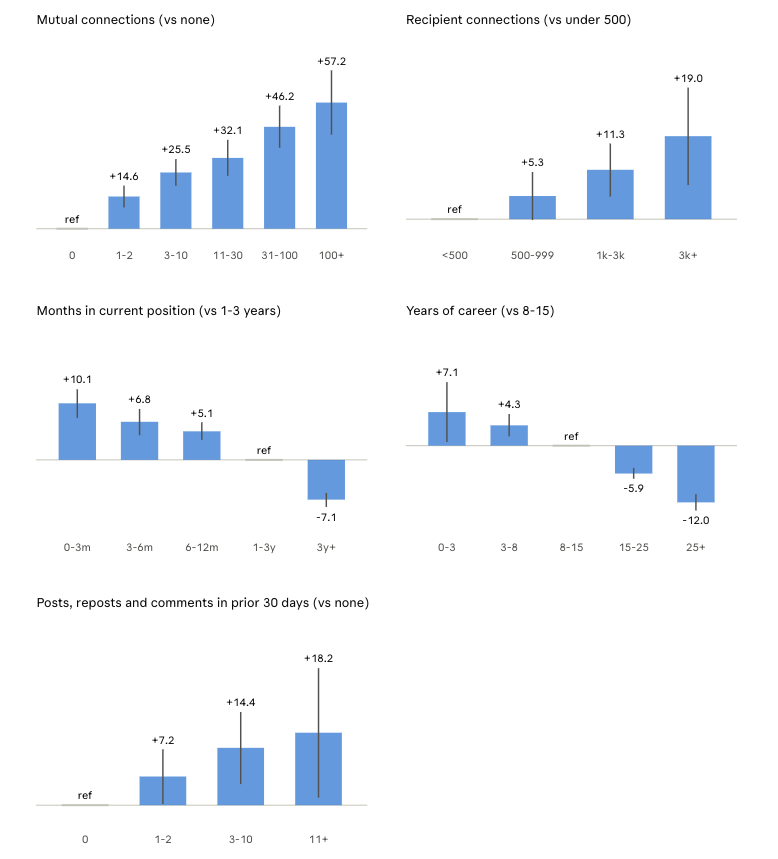 Mutual connections (vs none)
+57.2
+46.2
+32.1
+25.5
+14.6
ref
0 1-2 3-10 11-30 31-100 100+
Recipient connections (vs under 500)
+19.0
+11.3
+5.3
ref
<500 500-999 1k-3k 3k+
Months in current position (vs 1-3 years)
+10.1
+6.8
+5.1
ref
-7.1
0-3m 3-6m 6-12m 1-3y 3y+
Years of career (vs 8-15)
+7.1
+4.3
ref
-5.9
-12.0
0-3 3-8 8-15 15-25 25+
Posts, reposts and comments in prior 30 days (vs none)
+18.2
+14.4
+7.2
ref
0 1-2 3-10 11+